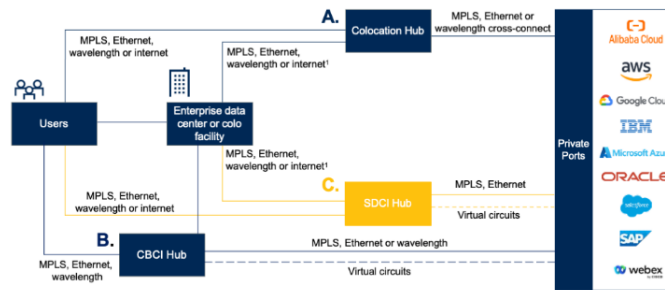 A.
Colocation Hub
MPLS, Ethernet or
wavelength cross-connect
MPLS, Ethernet,
wavelength or internet
MPLS, Ethernet,
wavelength or internet¹
Users
Enterprise data
center or colo
facility
MPLS, Ethernet,
wavelength or internet¹
C.
SDCI Hub
MPLS, Ethernet
Virtual circuits
MPLS, Ethernet,
wavelength or internet
B.
CBCI Hub
MPLS, Ethernet or wavelength
Virtual circuits
MPLS, Ethernet,
wavelength
Private
Ports
Alibaba Cloud
aws
Google Cloud
IBM
Microsoft Azur
ORACLE
salesforce
SAP
webex